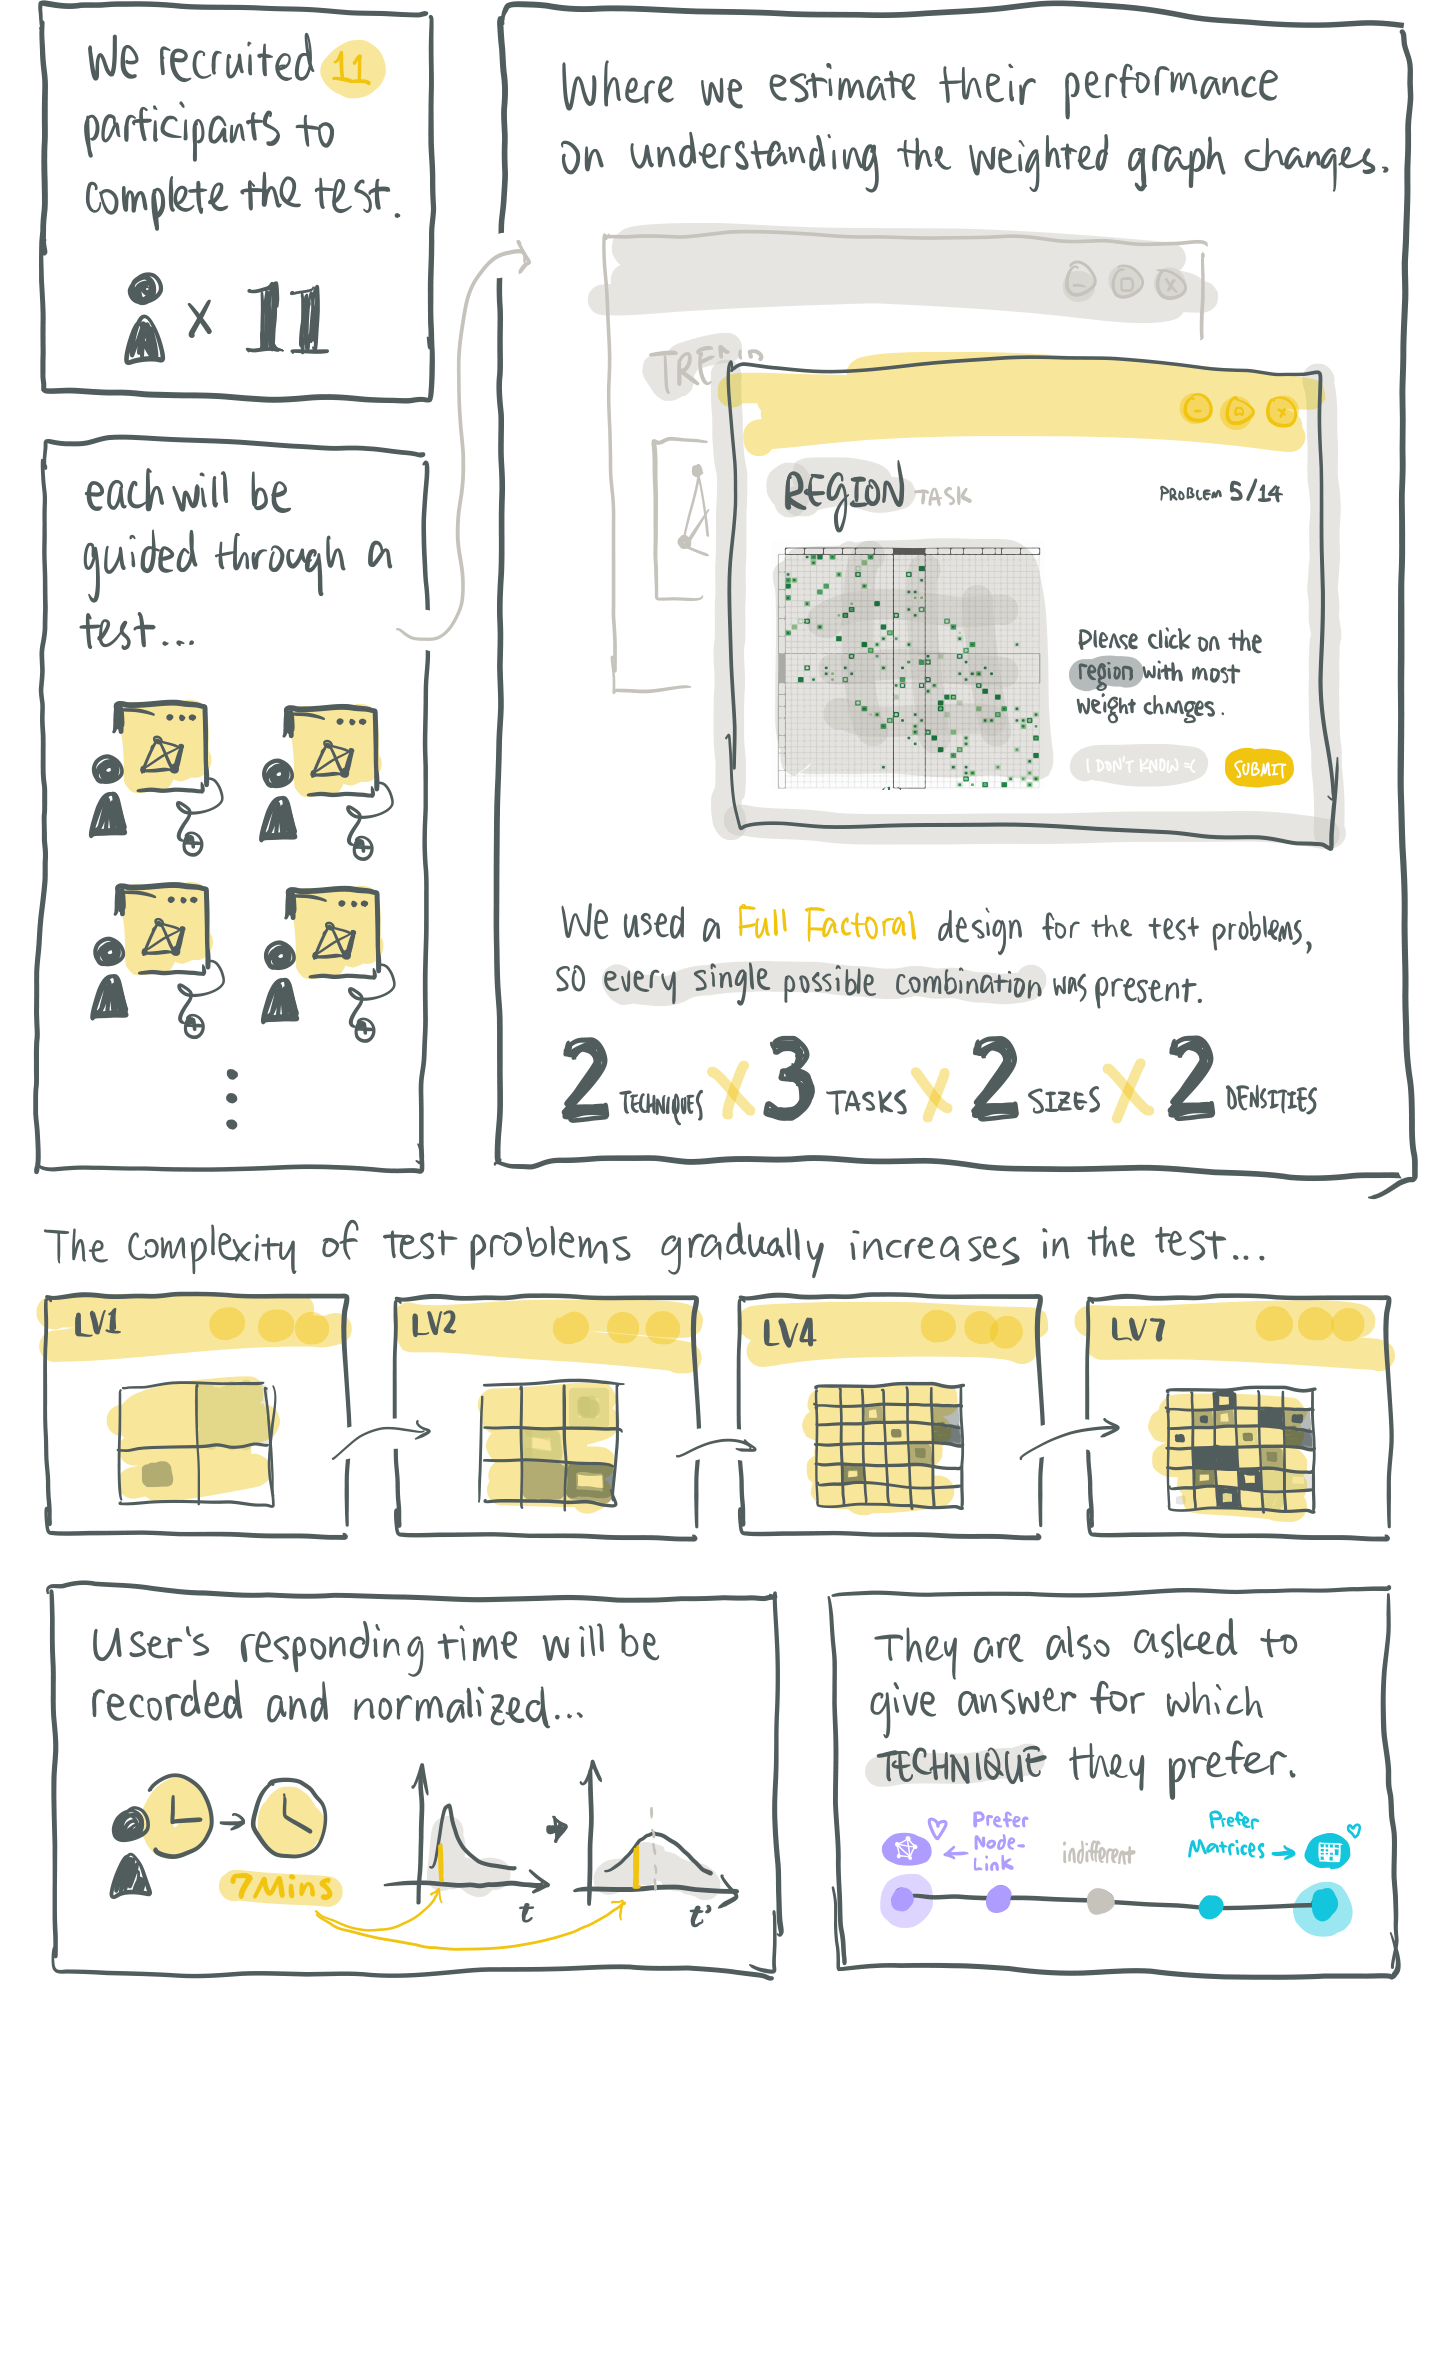 We recruited 11
participants to
complete the test.
x 11
each will be
guided through a
test...
Where we estimate their performance
on understanding the weighted graph changes.
REGION TASK
PROBLEM 5/14
Please click on the
region with most
weight changes.
I DON'T KNOW =(
SUBMIT
We used a Full Factoral design for the test problems,
so every single possible combination was present.
2 TECHNIQUES X 3 TASKS X 2 SIZES X 2 DENSITIES
The complexity of test problems gradually increases in the test...
LV1
LV2
LV4
LV7
User's responding time will be
recorded and normalized...
7 Mins
t
t'
They are also asked to
give answer for which
TECHNIQUE they prefer.
Prefer
Node-
Link
indifferent
Prefer
Matrices